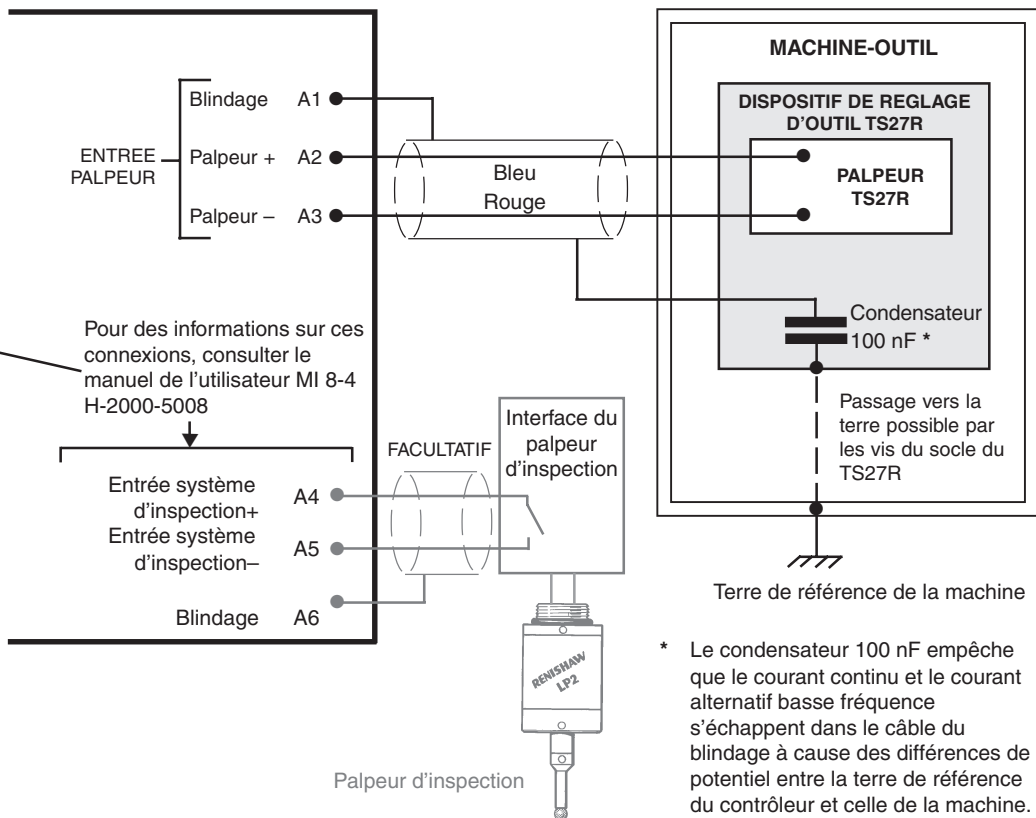 MACHINE-OUTIL
DISPOSITIF DE REGLAGE
D'OUTIL TS27R
PALPEUR
TS27R
ENTREE
PALPEUR
Blindage A1
Palpeur + A2
Palpeur – A3
Bleu
Rouge
Condensateur
100 nF *
Passage vers la
terre possible par
les vis du socle du
TS27R
Terre de référence de la machine
Pour des informations sur ces
connexions, consulter le
manuel de l'utilisateur MI 8-4
H-2000-5008
FACULTATIF
Interface du
palpeur
d'inspection
Entrée système
d'inspection+ A4
Entrée système
d'inspection– A5
Blindage A6
RENISHAW
LP2
Palpeur d'inspection
* Le condensateur 100 nF empêche
que le courant continu et le courant
alternatif basse fréquence
s'échappent dans le câble du
blindage à cause des différences de
potentiel entre la terre de référence
du contrôleur et celle de la machine.